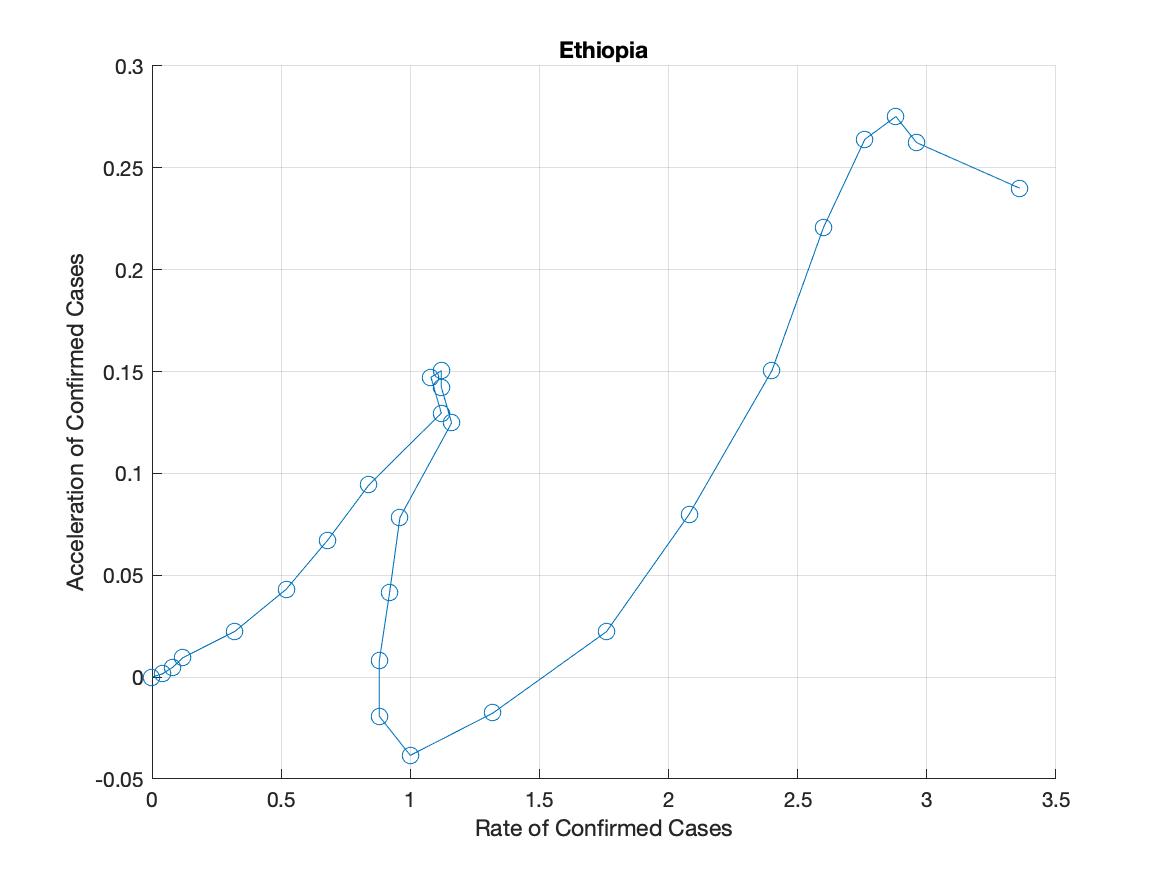 Ethiopia
0.3
0.25
0.2
0.15
0.1
0.05
0
-0.05
Acceleration of Confirmed Cases
0 0.5 1 1.5 2 2.5 3 3.5
Rate of Confirmed Cases